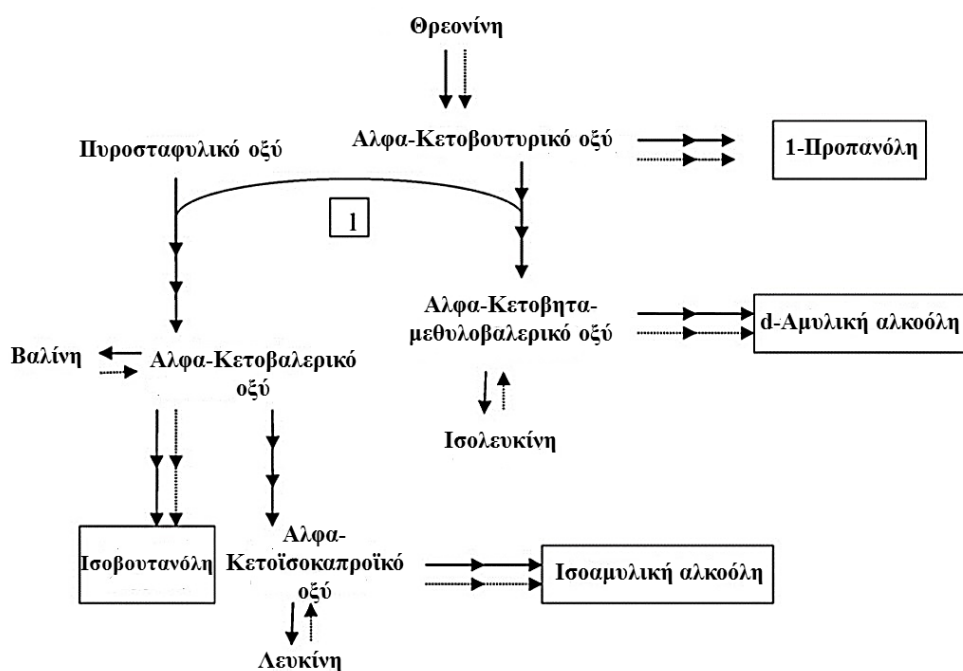 Θρεονίνη
Πυροσταφυλικό οξύ
Αλφα-Κετοβουτυρικό οξύ
1-Προπανόλη
1
Αλφα-Κετοβητα-
μεθυλοβαλερικό οξύ
d-Αμυλική αλκοόλη
Βαλίνη
Αλφα-Κετοβαλερικό
οξύ
Ισολευκίνη
Ισοβουτανόλη
Αλφα-
Κετοϊσοκαπροϊκό
οξύ
Ισοαμυλική αλκοόλη
Λευκίνη